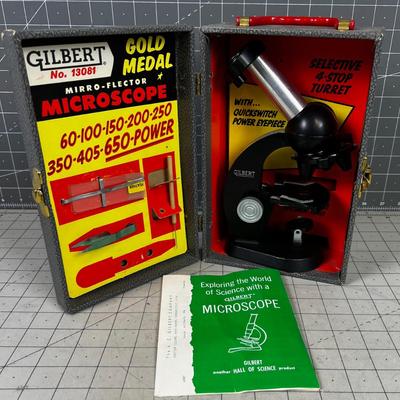 GILBERT
No. 13081
GOLD
MEDAL
MIRRO-FLECTOR
MICROSCOPE
60-100-150-200-250
350-405-650-POWER
SELECTIVE
4-STOP
TURRET
WITH...
QUICKSWITCH
POWER EYEPIECE
GILBERT
Exploring the World
of Science with a
GILBERT
MICROSCOPE
GILBERT
another HALL OF SCIENCE product